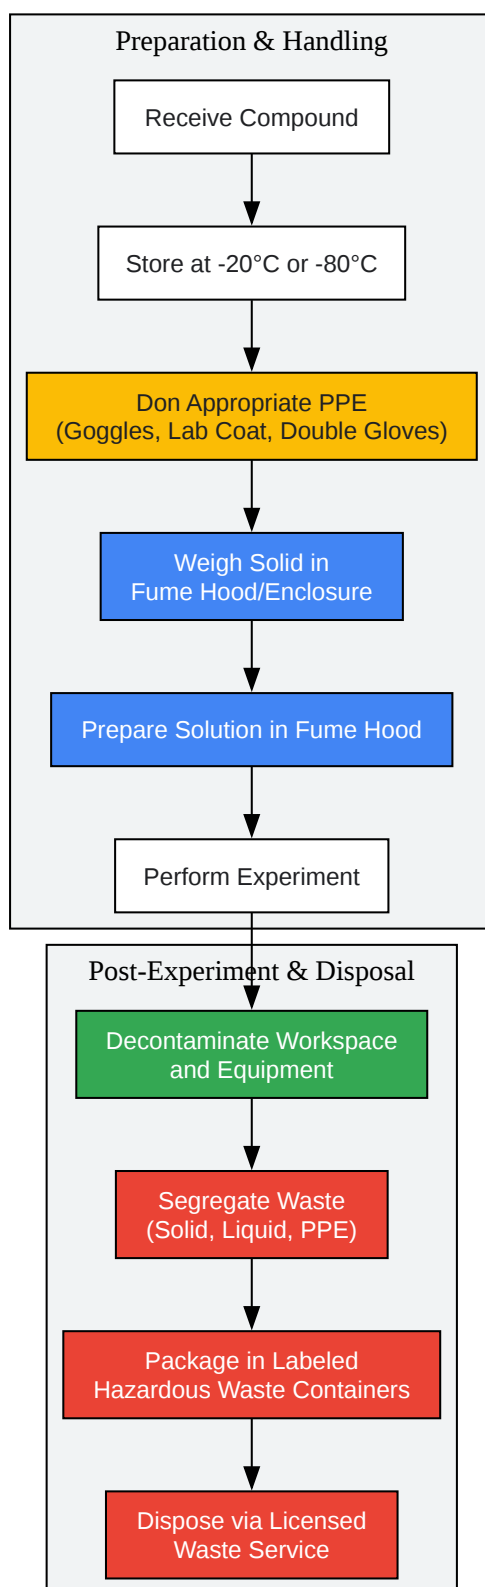 Preparation & Handling
Receive Compound
Store at -20°C or -80°C
Don Appropriate PPE
(Goggles, Lab Coat, Double Gloves)
Weigh Solid in
Fume Hood/Enclosure
Prepare Solution in Fume Hood
Perform Experiment
Post-Experiment & Disposal
Decontaminate Workspace
and Equipment
Segregate Waste
(Solid, Liquid, PPE)
Package in Labeled
Hazardous Waste Containers
Dispose via Licensed
Waste Service